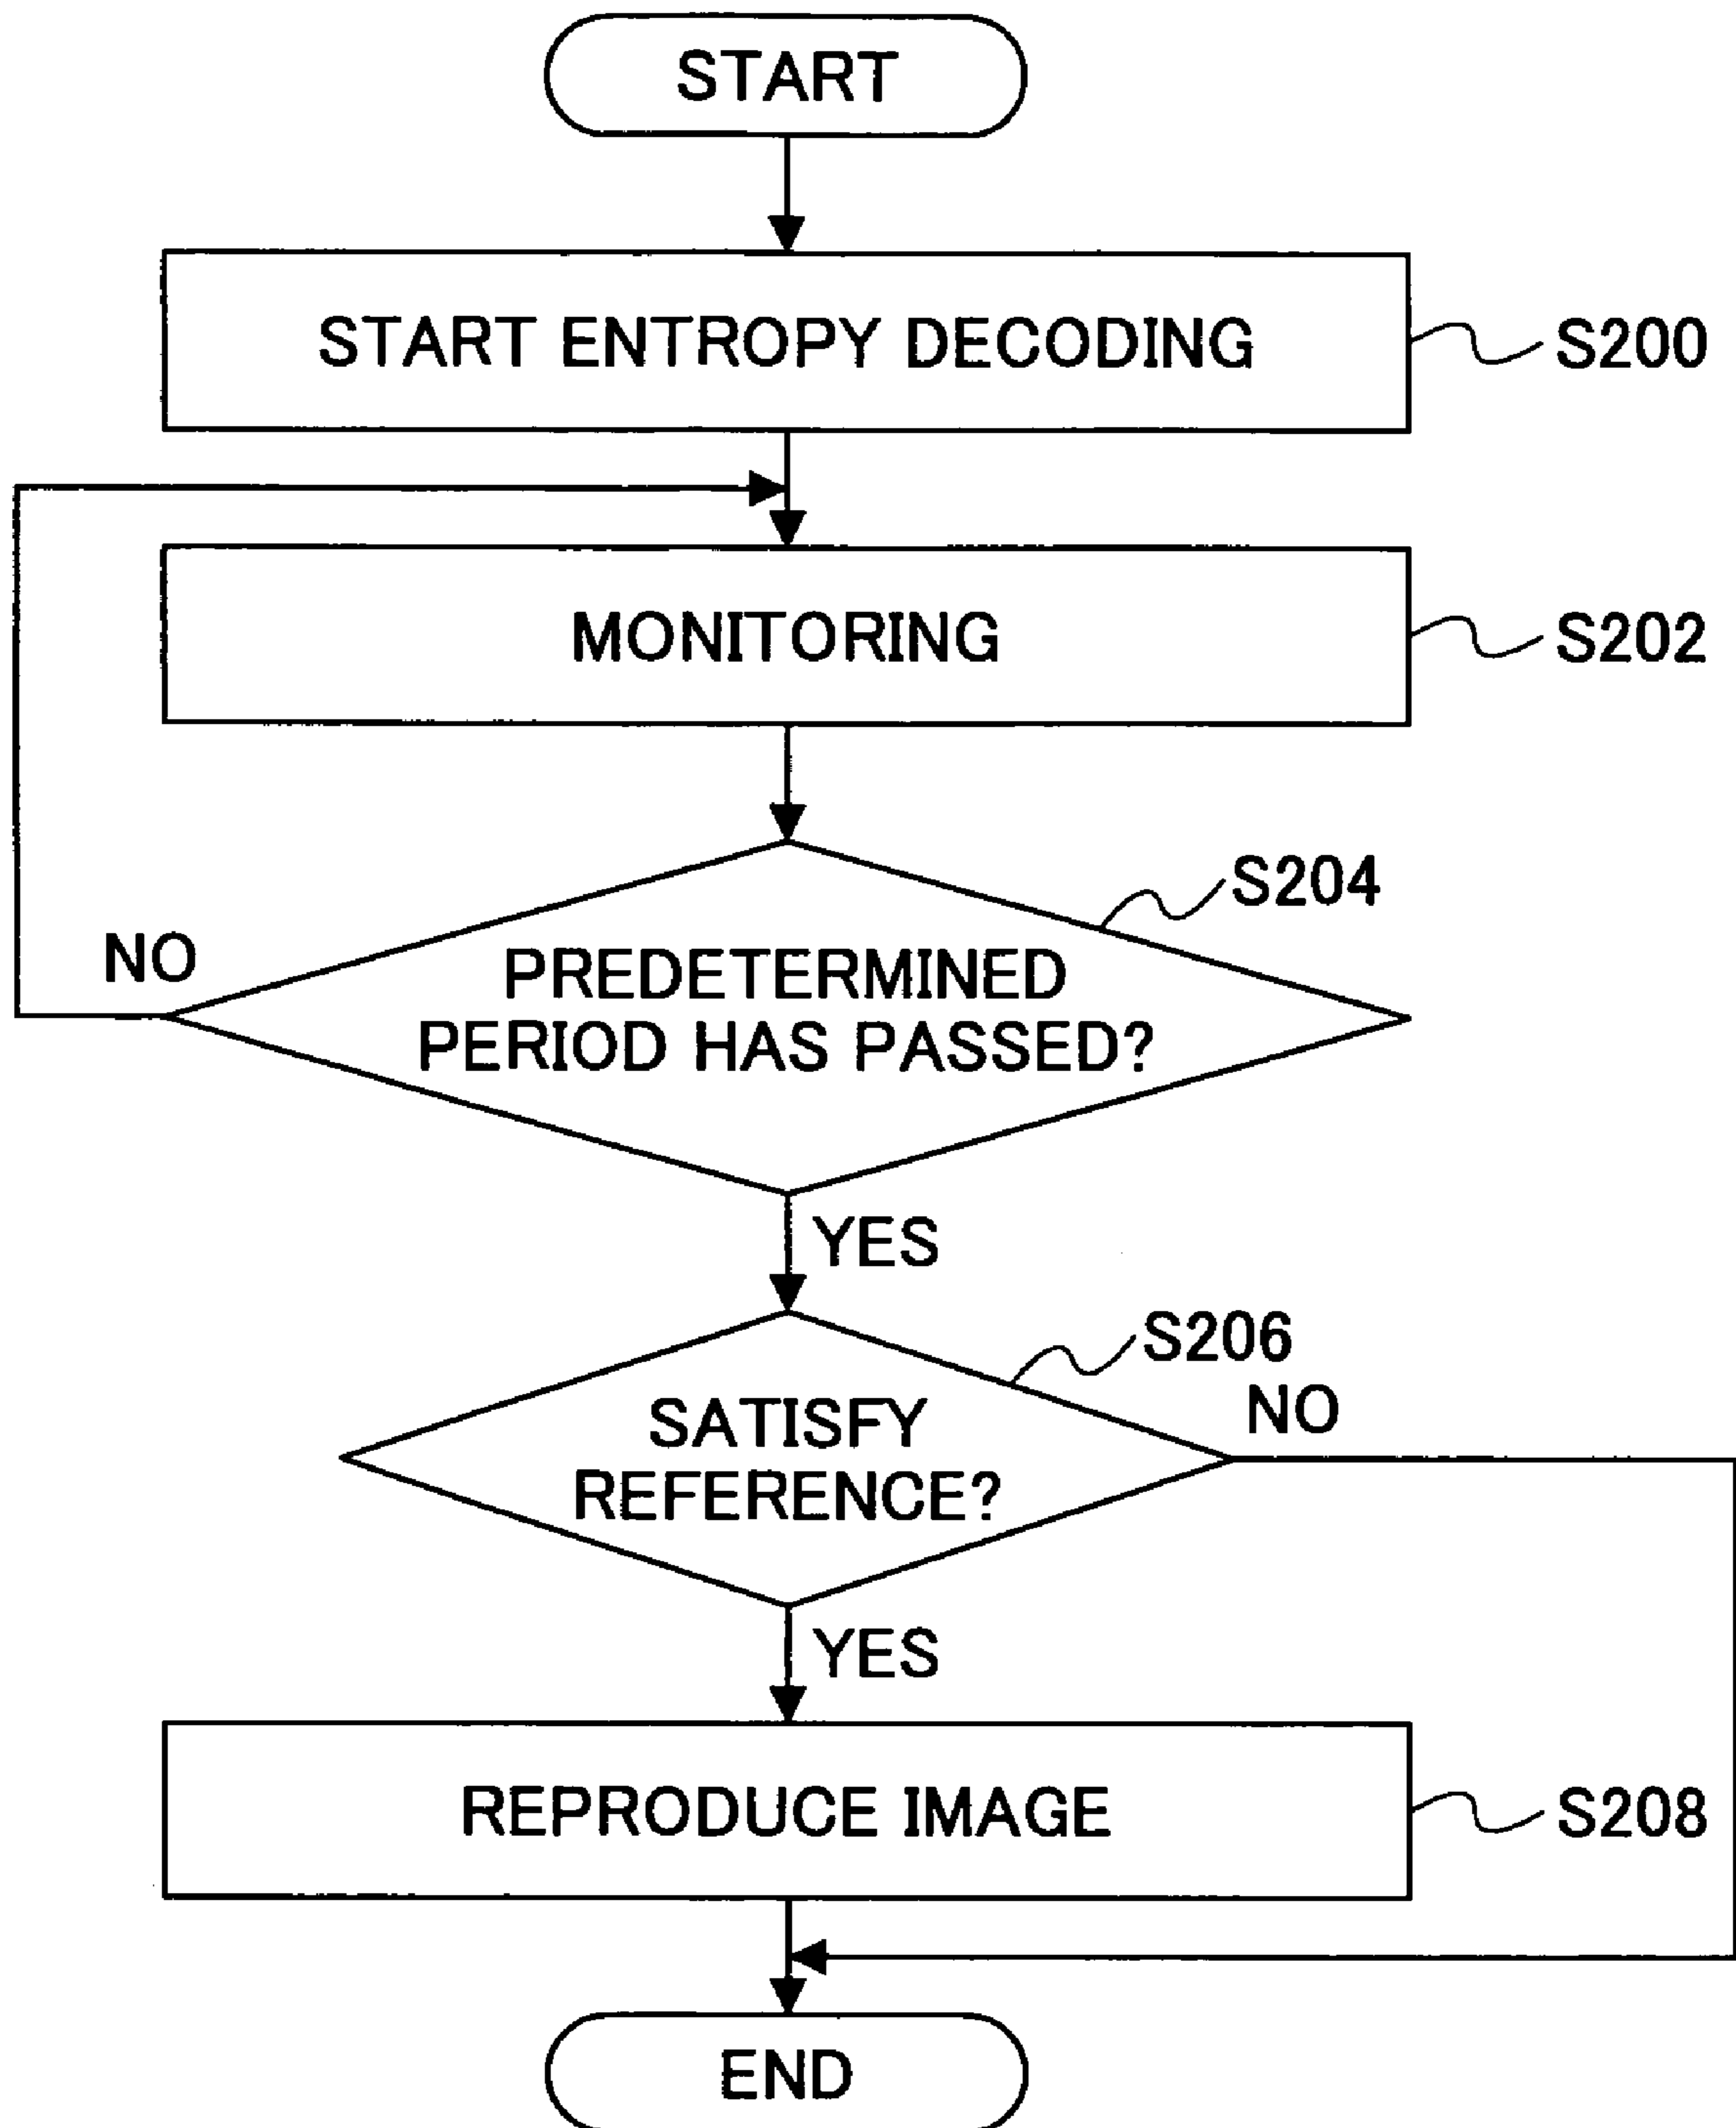 START
START ENTROPY DECODING
S200
MONITORING
S202
S204
NO
PREDETERMINED
PERIOD HAS PASSED?
YES
S206
NO
SATISFY
REFERENCE?
YES
REPRODUCE IMAGE
S208
END